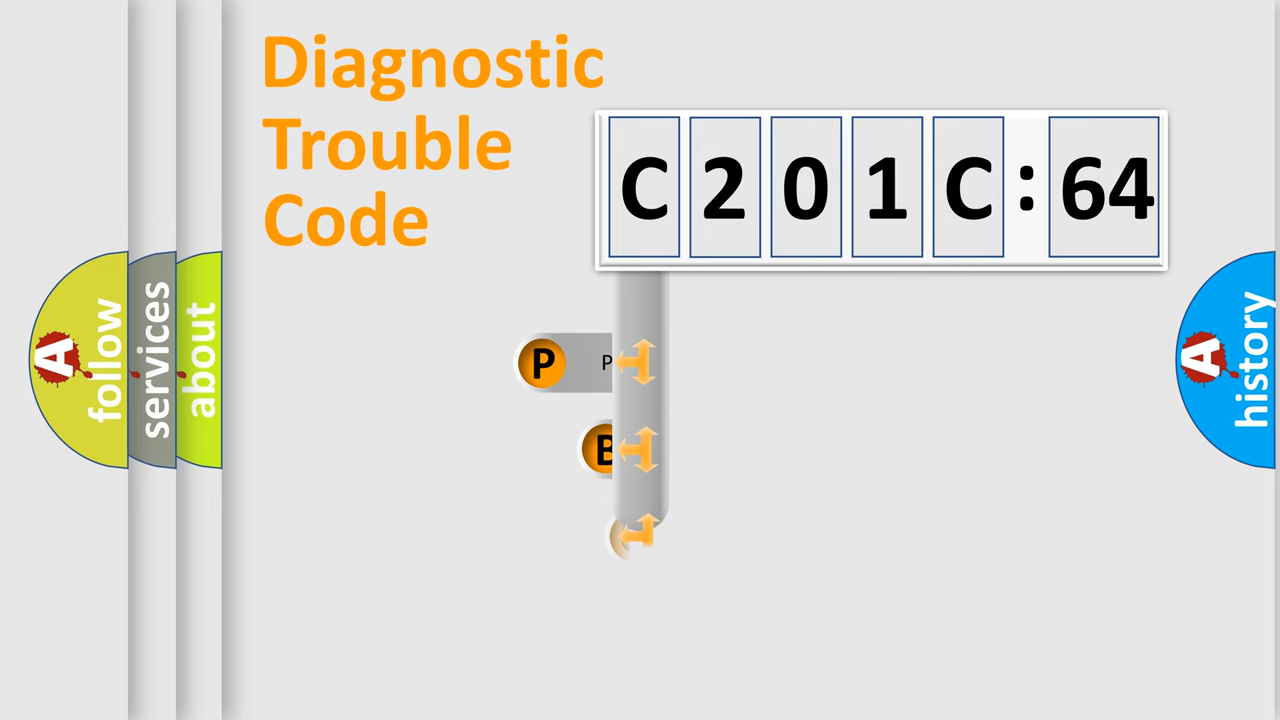 Diagnostic
Trouble
Code
C201C:64
P
P
B
A
follow
services
about
A
history